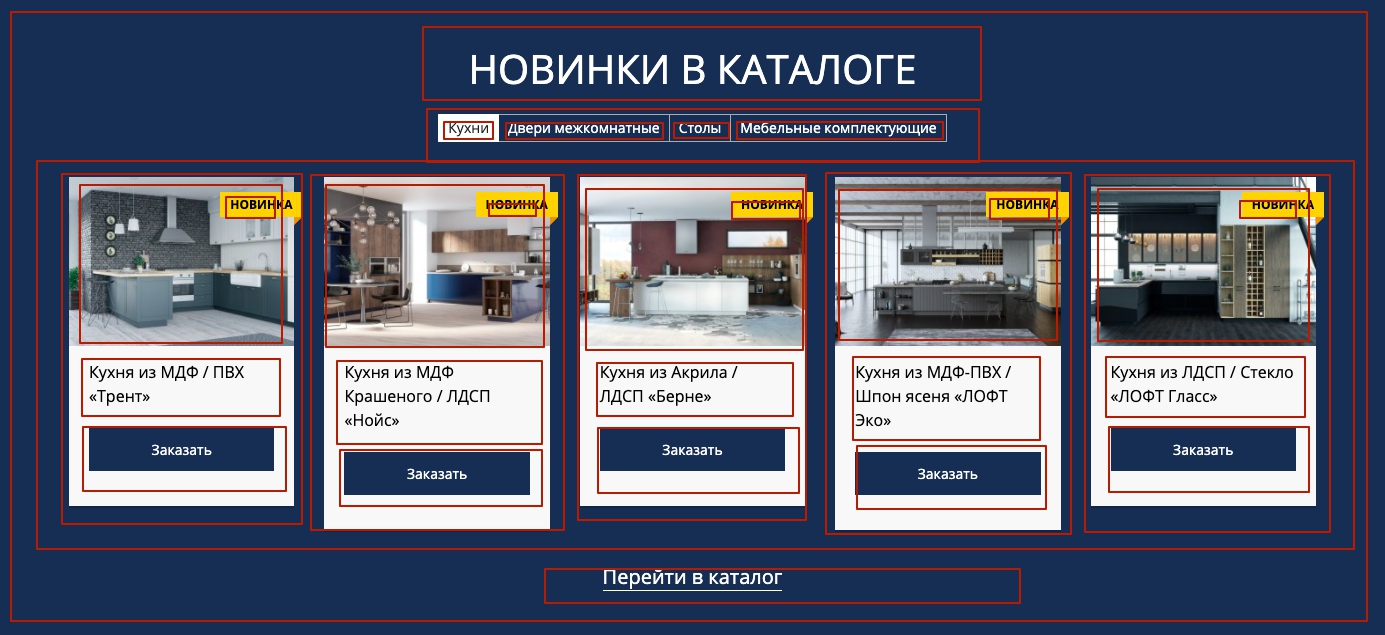 НОВИНКИ В КАТАЛОГЕ
Кухни Двери межкомнатные Столы Мебельные комплектующие
НОВИНКА НОВИНКА НОВИНКА НОВИНКА НОВИНКА
Кухня из МДФ / ПВХ
«Трент»
Заказать
Кухня из МДФ
Крашеного / ЛДСП
«Нойс»
Заказать
Кухня из Акрила /
ЛДСП «Берне»
Заказать
Кухня из МДФ-ПВХ /
Шпон ясеня «ЛОФТ
Эко»
Заказать
Кухня из ЛДСП / Стекло
«ЛОФТ Гласс»
Заказать
Перейти в каталог